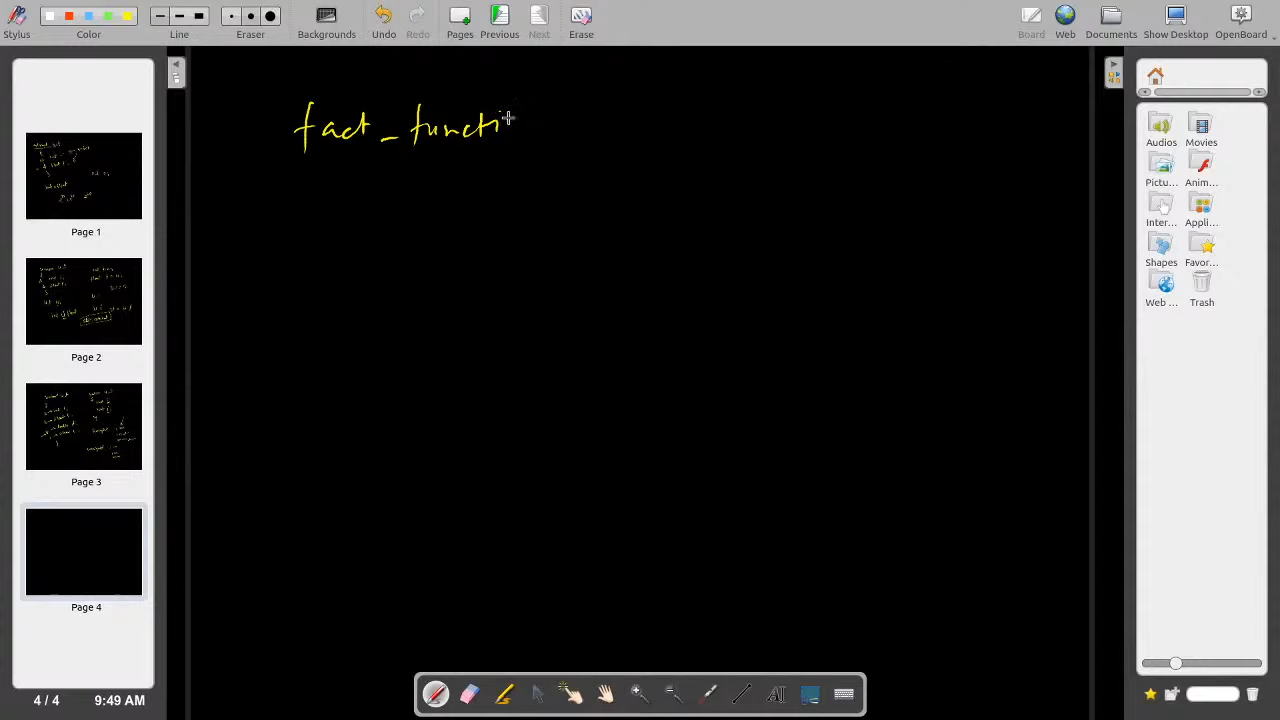 Stylus Color Line Eraser Backgrounds Undo Redo Pages Previous Next Erase Board Web Documents Show Desktop OpenBoard
fact_functi
Page 1
Page 2
Page 3
Page 4
4 / 4 9:49 AM
Audios Movies
Pictu... Anim...
Inter... Appli...
Shapes Favor...
Web ... Trash